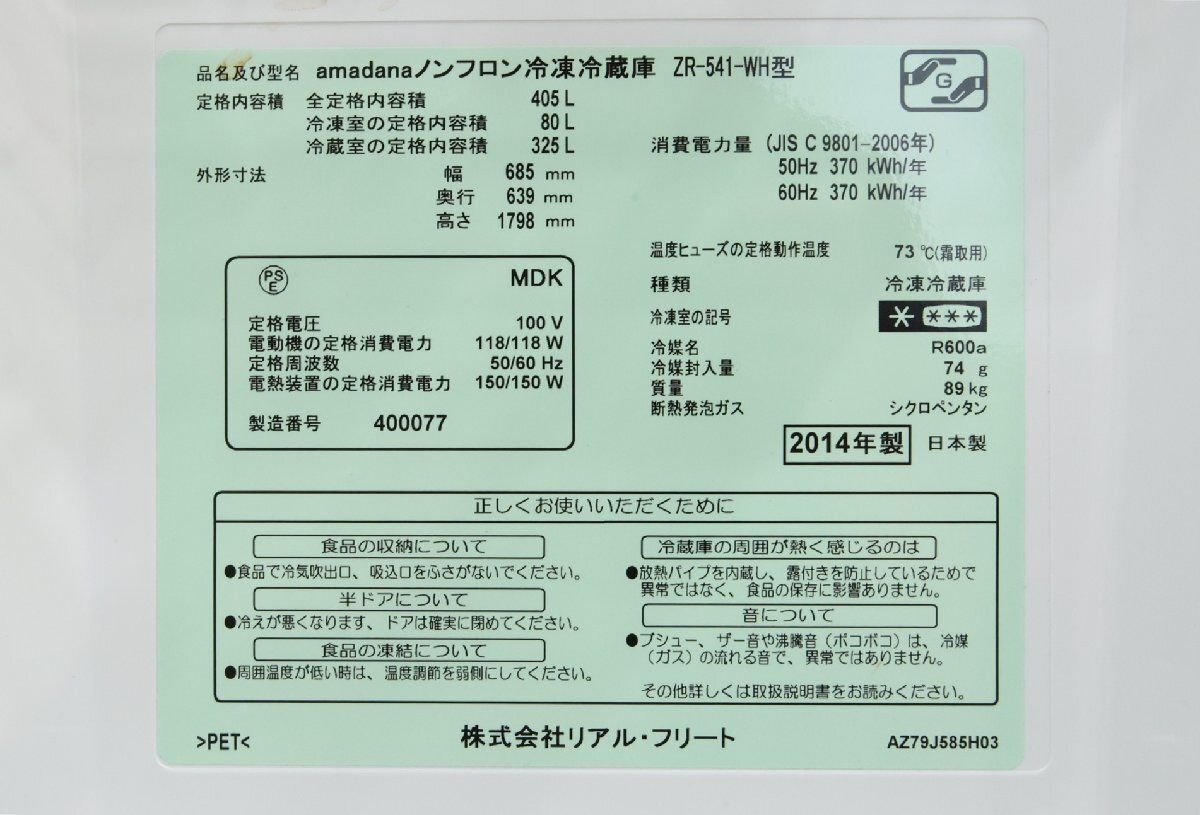 品名及び型名 amadanaノンフロン冷凍冷蔵庫 ZR-541-WH型
G
定格内容積 全定格内容積 405 L
冷凍室の定格内容積 80 L
冷蔵室の定格内容積 325 L
外形寸法 幅 685 mm
奥行 639 mm
高さ 1798 mm
消費電力量 (JIS C 9801-2006年)
50Hz 370 kWh/年
60Hz 370 kWh/年
PSE MDK
定格電圧 100 V
電動機の定格消費電力 118/118 W
定格周波数 50/60 Hz
電熱装置の定格消費電力 150/150 W
製造番号 400077
温度ヒューズの定格動作温度 73 ℃(霜取用)
種類 冷凍冷蔵庫
冷凍室の記号 * ***
冷媒名 R600a
冷媒封入量 74 g
質量 89 kg
断熱発泡ガス シクロペンタン
2014年製 日本製
正しくお使いいただくために
食品の収納について
●食品で冷気吹出口、吸込口をふさがないでください。
半ドアについて
●冷えが悪くなります、ドアは確実に閉めてください。
食品の凍結について
●周囲温度が低い時は、温度調節を弱側にしてください。
冷蔵庫の周囲が熱く感じるのは
●放熱パイプを内蔵し、露付きを防止しているためで
異常ではなく、食品の保存に影響ありません。
音について
●プシュー、ザー音や沸騰音(ポコポコ)は、冷媒
(ガス)の流れる音で、異常ではありません。
その他詳しくは取扱説明書をお読みください。
>PET< 株式会社リアル・フリート AZ79J585H03